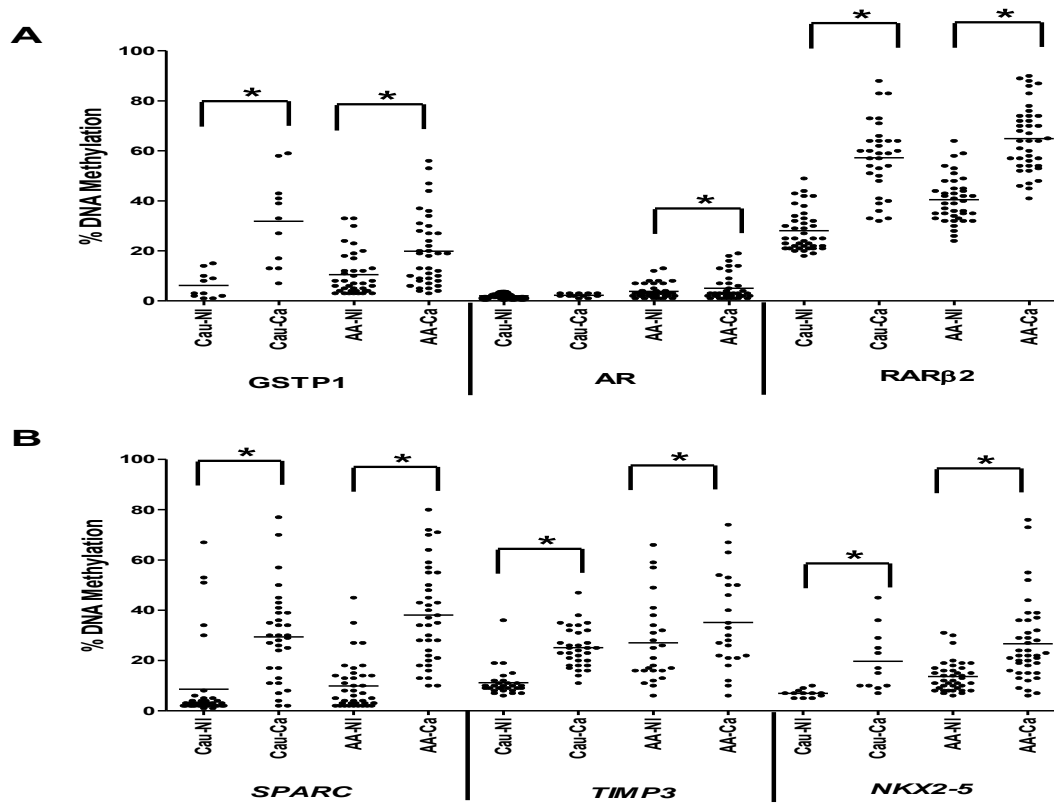 A
* * * * *
100
80
60
40
20
0
% DNA Methylation
Cau-Nl Cau-Ca AA-Nl AA-Ca Cau-Nl Cau-Ca AA-Nl AA-Ca Cau-Nl Cau-Ca AA-Nl AA-Ca
GSTP1 AR RARβ2
B
* * * * * *
100
80
60
40
20
0
% DNA Methylation
Cau-Nl Cau-Ca AA-Nl AA-Ca Cau-Nl Cau-Ca AA-Nl AA-Ca Cau-Nl Cau-Ca AA-Nl AA-Ca
SPARC TIMP3 NKX2-5